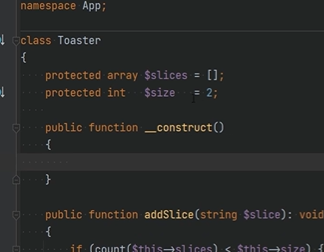 namespace App;
class Toaster
{
protected array $slices = [];
protected int $size = 2;
public function __construct()
{
}
public function addSlice(string $slice): void
{
if (count($this->slices) < $this->size) {